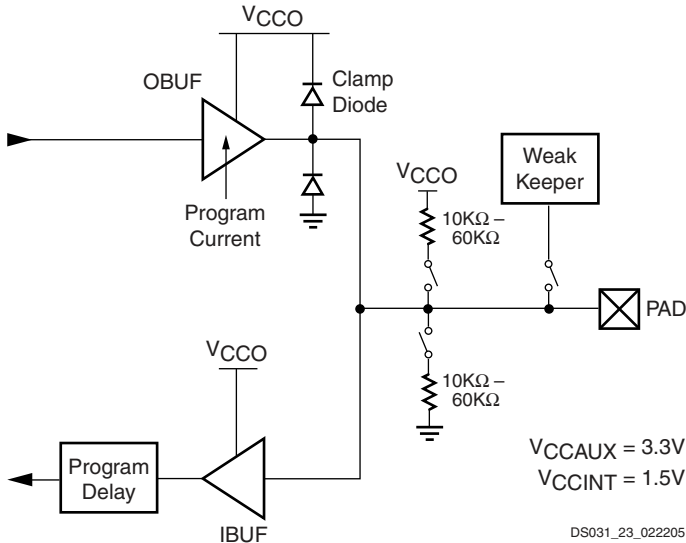 VCCO
OBUF
Clamp
Diode
Program
Current
VCCO
10KΩ –
60KΩ
Weak
Keeper
PAD
10KΩ –
60KΩ
VCCO
Program
Delay
IBUF
VCCAUX = 3.3V
VCCINT = 1.5V
DS031_23_022205